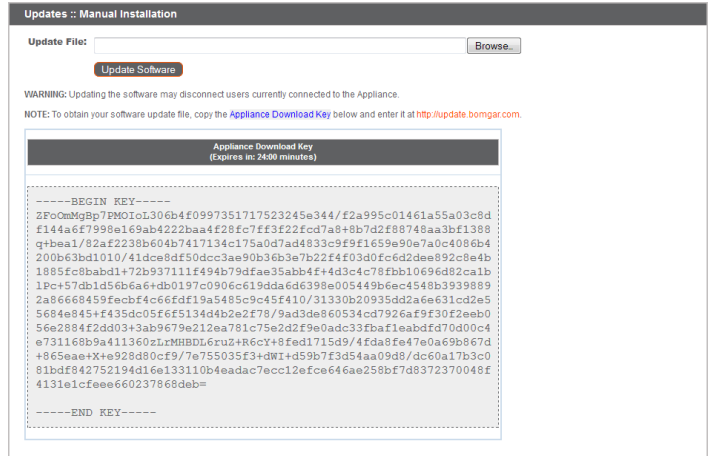 Updates :: Manual Installation
Update File:
Browse..
Update Software
WARNING: Updating the software may disconnect users currently connected to the Appliance.
NOTE: To obtain your software update file, copy the Appliance Download Key below and enter it at http://update.bomgar.com.
Appliance Download Key
(Expires in: 24:00 minutes)
-----BEGIN KEY-----
ZFoOmMgBp7PMOIoL306b4f0997351717523245e344/f2a995c01461a55a03c8d
f144a6f7998e169ab4222baa4f28fc7ff3f22fcd7a8+8b7d2f88748aa3bf1388
q+bea1/82af2238b604b7417134c175a0d7ad4833c9f9f1659e90e7a0c4086b4
200b63bd1010/41dce8df50dcc3ae90b36b3e7b22f4f03d0fc6d2dee892c8e4b
1885fc8babd1+72b937111f494b79dfae35abb4f+4d3c4c78fbb10696d82ca1b
1Pc+57db1d56b6a6+db0197c0906c619dda6d6398e005449b6ec4548b3939889
2a86668459fecbf4c66fdf19a5485c9c45f410/31330b20935dd2a6e631cd2e5
5684e845+f435dc05f6f5134d4b2e2f78/9ad3de860534cd7926af9f30f2eeb0
56e2884f2dd03+3ab9679e212ea781c75e2d2f9e0adc33fbaf1eabdfd70d00c4
e731168b9a411360zLrMHBDL6ruZ+R6cY+8fed1715d9/4fda8fe47e0a69b867d
+865eae+X+e928d80cf9/7e755035f3+dWI+d59b7f3d54aa09d8/dc60a17b3c0
81bdf842752194d16e133110b4eadac7ecc12efce646ae258bf7d8372370048f
4131e1cfeee660237868deb=
-----END KEY-----